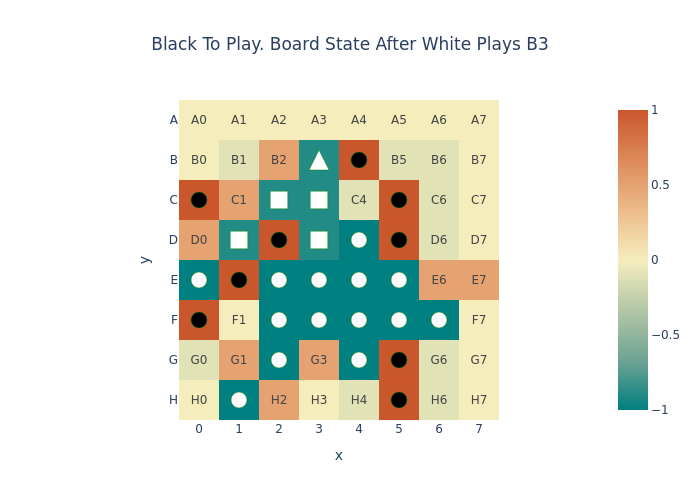 Black To Play. Board State After White Plays B3
A A0 A1 A2 A3 A4 A5 A6 A7
B B0 B1 B2 B5 B6 B7
C C1 C4 C6 C7
D D0 D6 D7
E E6 E7
F F1 F7
G G0 G1 G3 G6 G7
H H0 H2 H3 H4 H6 H7
0 1 2 3 4 5 6 7
x
y
1
0.5
0
−0.5
−1